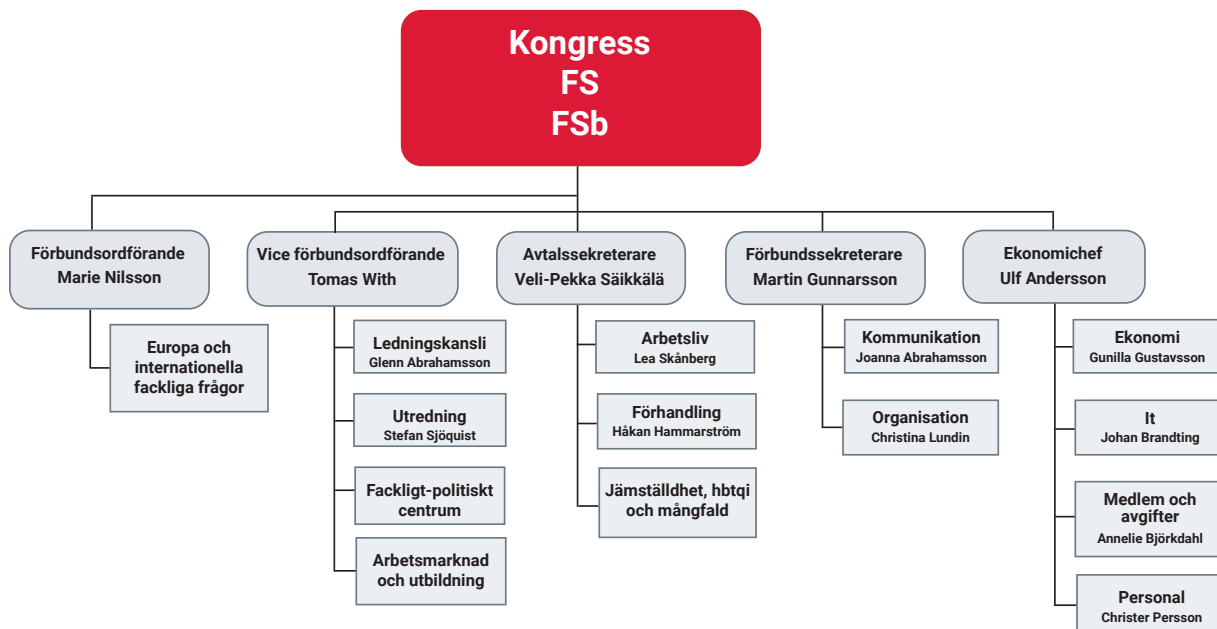 Kongress
FS
FSb
Förbundsordförande
Marie Nilsson
Europa och
internationella
fackliga frågor
Vice förbundsordförande
Tomas With
Ledningskansli
Glenn Abrahamsson
Utredning
Stefan Sjöquist
Fackligt-politiskt
centrum
Arbetsmarknad
och utbildning
Avtalssekreterare
Veli-Pekka Säikkälä
Arbetsliv
Lea Skånberg
Förhandling
Håkan Hammarström
Jämställdhet, hbtqi
och mångfald
Förbundssekreterare
Martin Gunnarsson
Kommunikation
Joanna Abrahamsson
Organisation
Christina Lundin
Ekonomichef
Ulf Andersson
Ekonomi
Gunilla Gustavsson
It
Johan Brandting
Medlem och
avgifter
Annelie Björkdahl
Personal
Christer Persson